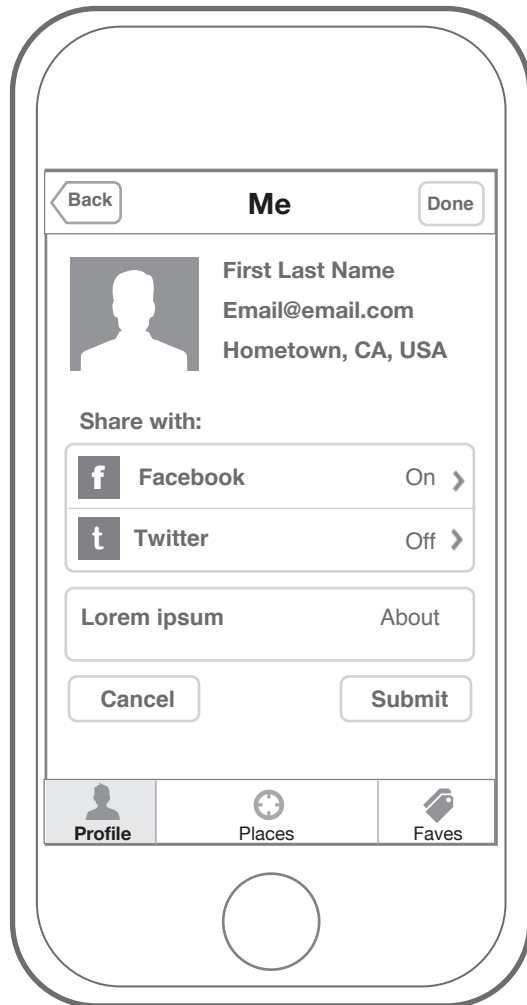 Back Me Done
First Last Name
Email@email.com
Hometown, CA, USA
Share with:
f Facebook On
t Twitter Off
Lorem ipsum About
Cancel Submit
Profile Places Faves